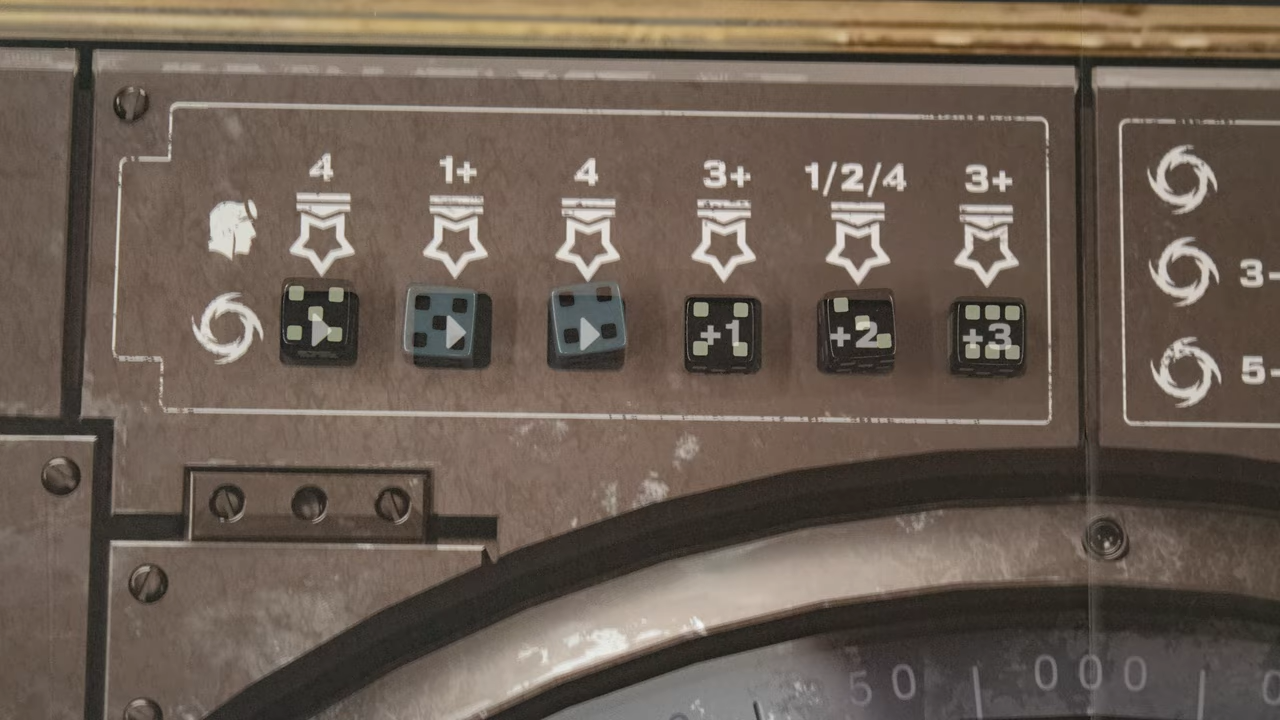 4 1+ 4 3+ 1/2/4 3+
+1 +2 +3
3-
5-
50 000